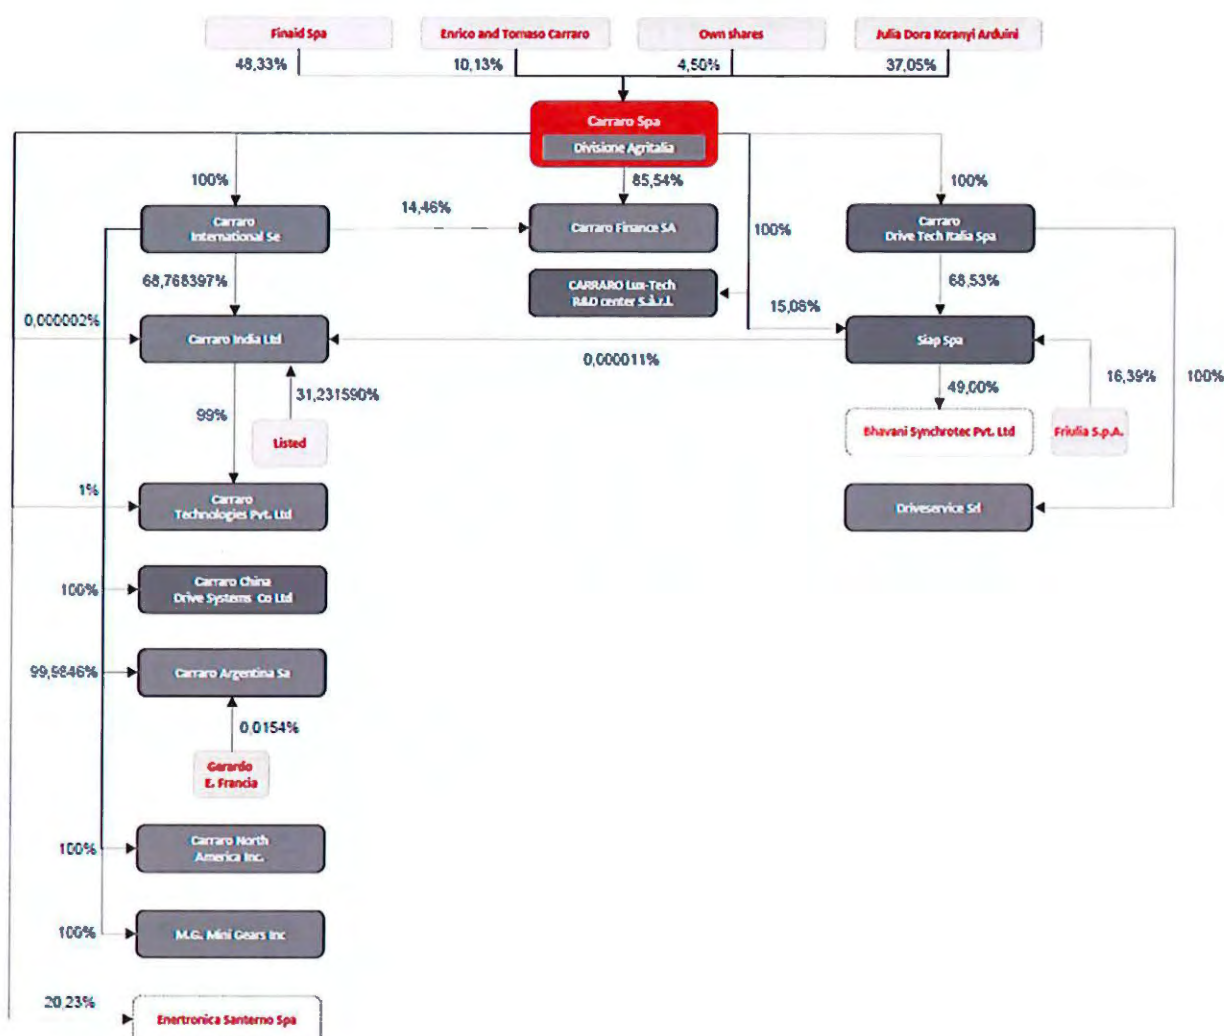 Finaid Spa
Enrico and Tomaso Carraro
Own shares
Julia Dora Koranyi Arduini
48,33%
10,13%
4,50%
37,05%
Carraro Spa
Divisione Agritalia
100%
85,54%
100%
Carraro
International Se
14,46%
Carraro Finance SA
100%
Carraro
Drive Tech Italia Spa
68,768397%
CARRARO Lux-Tech
R&D center S.à.r.l.
15,08%
68,53%
0,000002%
Carraro India Ltd
0,000011%
Siap Spa
31,231590%
49,00%
16,39%
100%
99%
Listed
Bhavani Synchrotec Pvt. Ltd
Friulia S.p.A.
1%
Carraro
Technologies Pvt. Ltd
Driveservice Srl
100%
Carraro China
Drive Systems Co Ltd
99,9846%
Carraro Argentina Sa
0,0154%
Gerardo
E. Francia
100%
Carraro North
America Inc.
100%
M.G. Mini Gears Inc
20,23%
Enertronica Santerno Spa